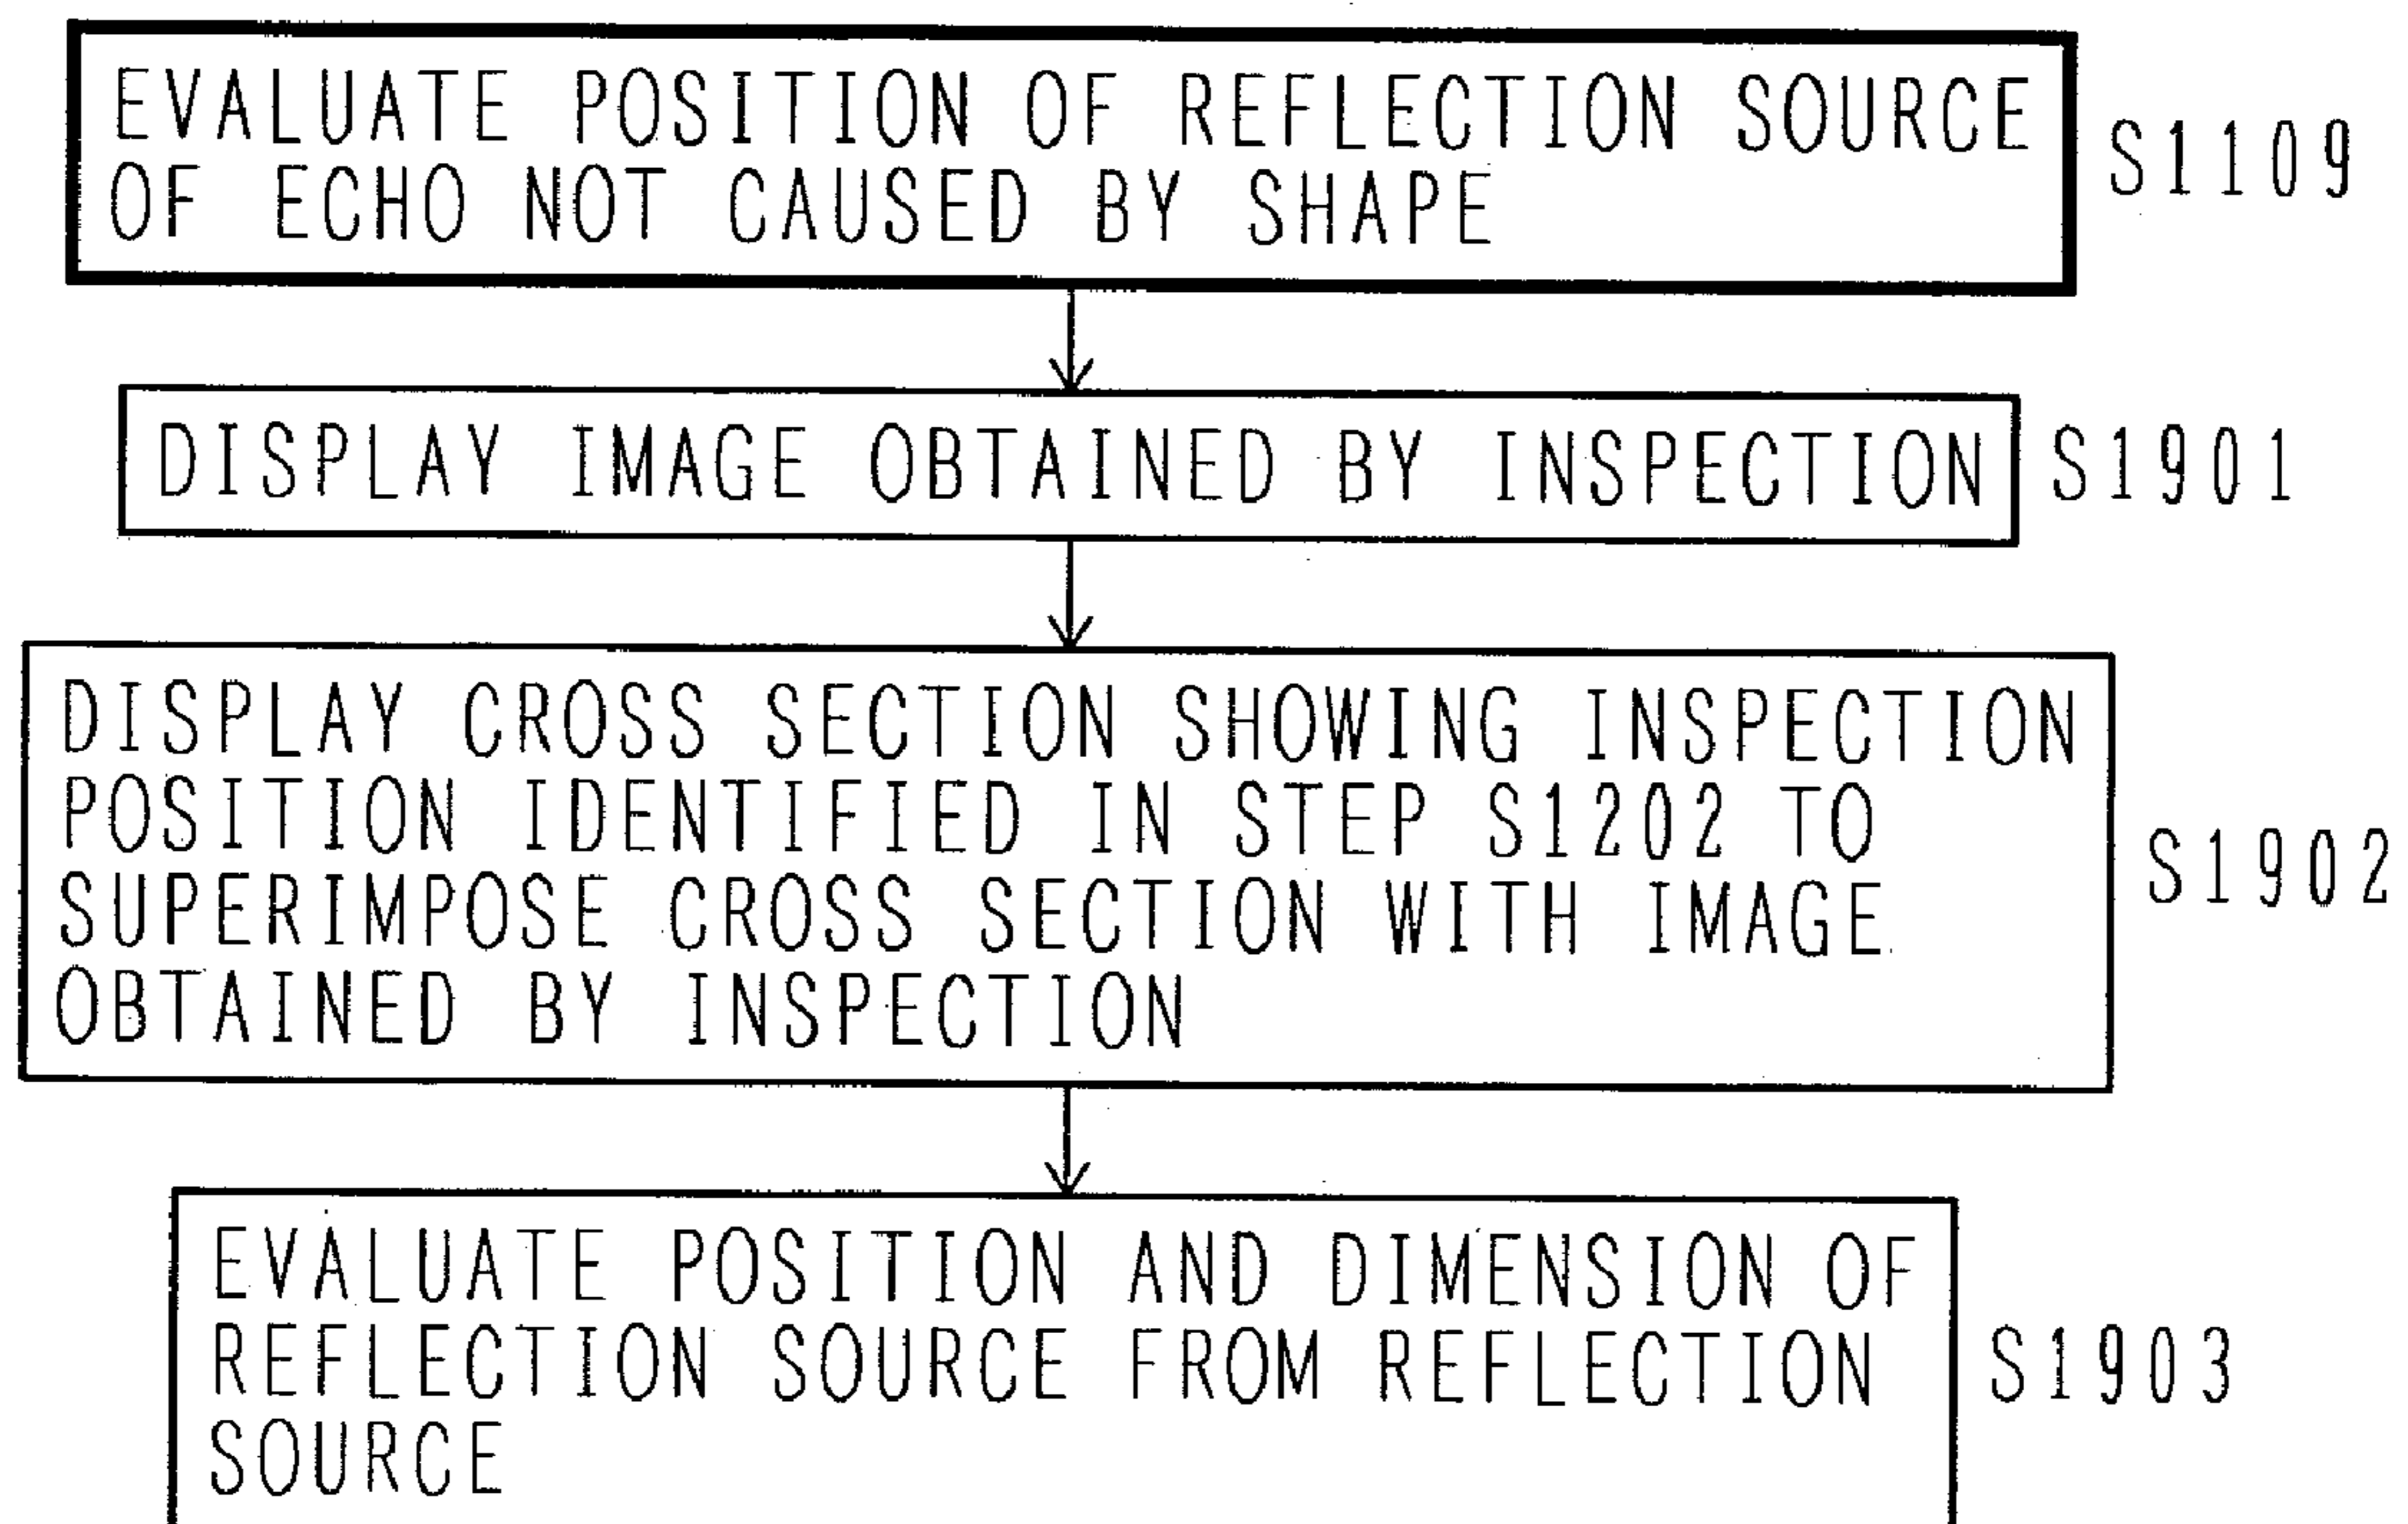 EVALUATE POSITION OF REFLECTION SOURCE
OF ECHO NOT CAUSED BY SHAPE
S1109
DISPLAY IMAGE OBTAINED BY INSPECTION
S1901
DISPLAY CROSS SECTION SHOWING INSPECTION
POSITION IDENTIFIED IN STEP S1202 TO
SUPERIMPOSE CROSS SECTION WITH IMAGE
OBTAINED BY INSPECTION
S1902
EVALUATE POSITION AND DIMENSION OF
REFLECTION SOURCE FROM REFLECTION
SOURCE
S1903